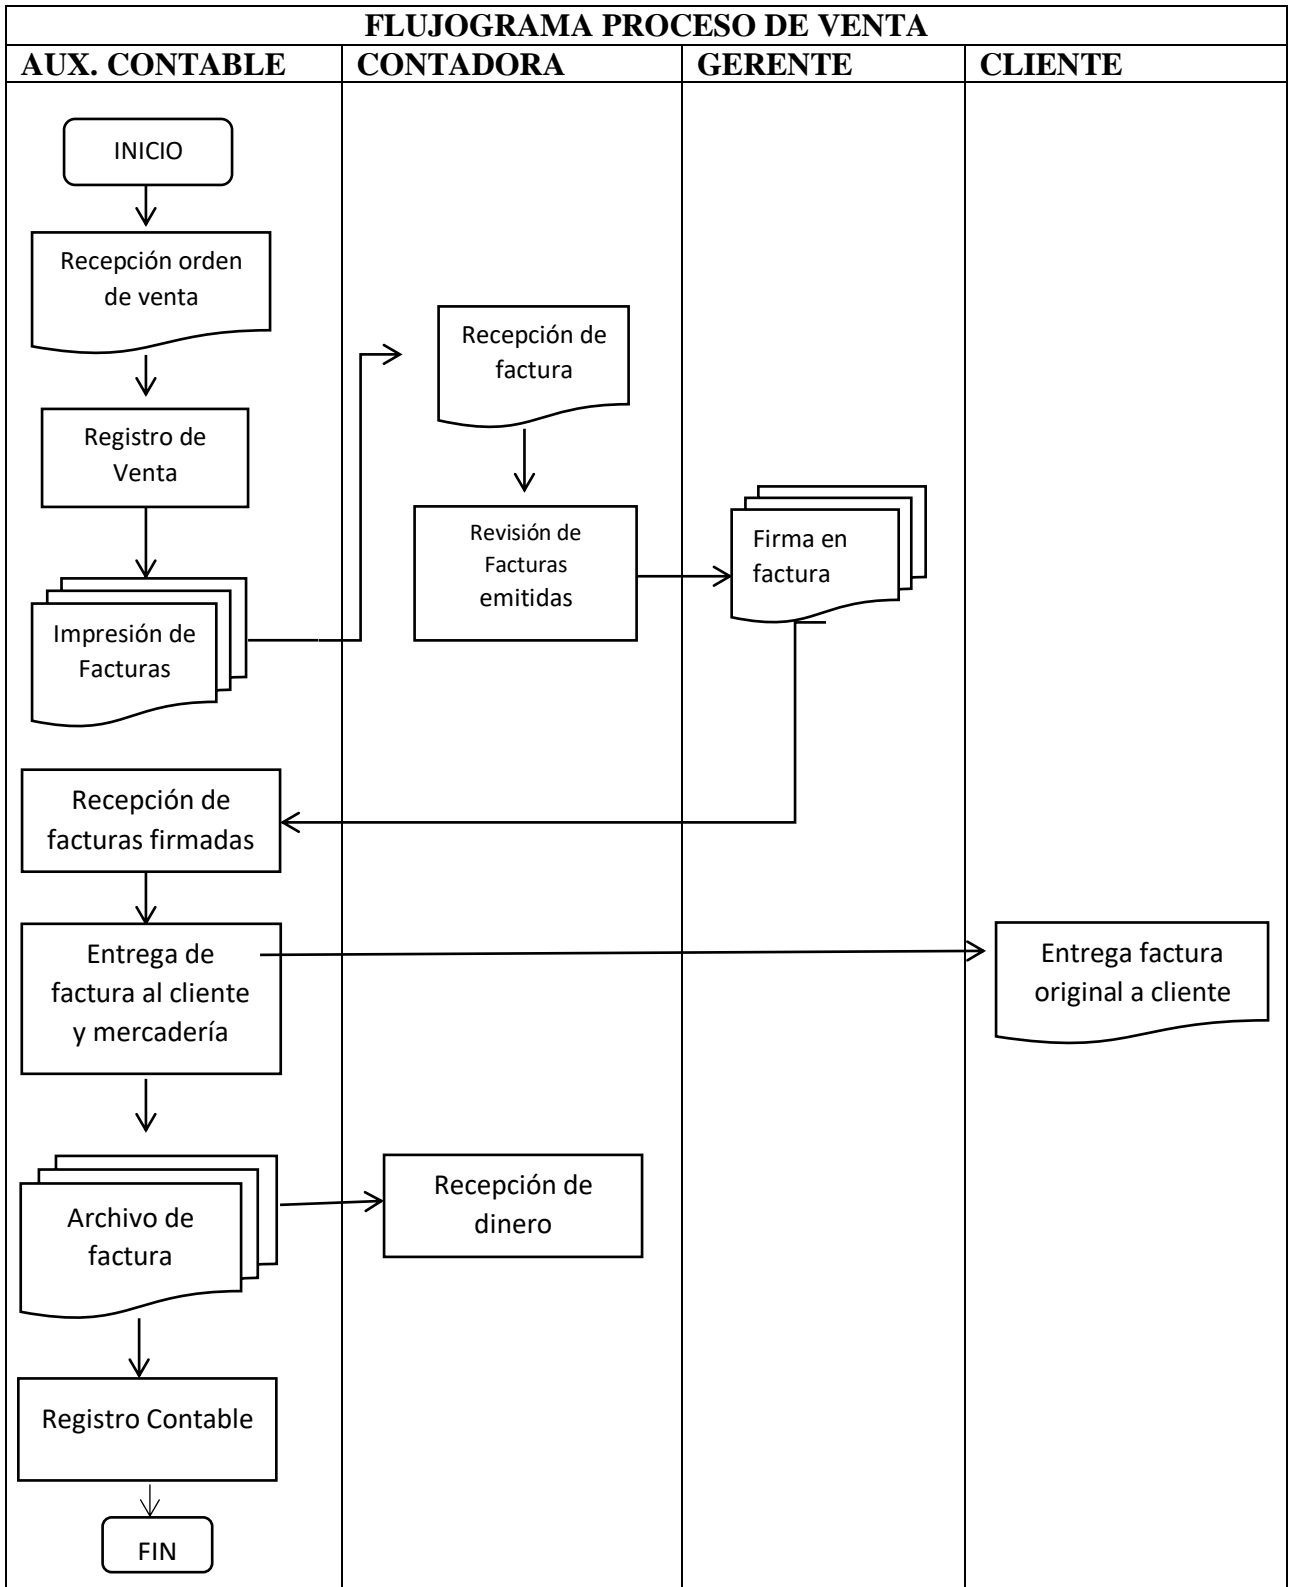 FLUJOGRAMA PROCESO DE VENTA
AUX. CONTABLE
CONTADORA
GERENTE
CLIENTE
INICIO
Recepción orden
de venta
Registro de
Venta
Impresión de
Facturas
Recepción de
factura
Revisión de
Facturas
emitidas
Firma en
factura
Recepción de
facturas firmadas
Entrega de
factura al cliente
y mercadería
Entrega factura
original a cliente
Archivo de
factura
Recepción de
dinero
Registro Contable
FIN